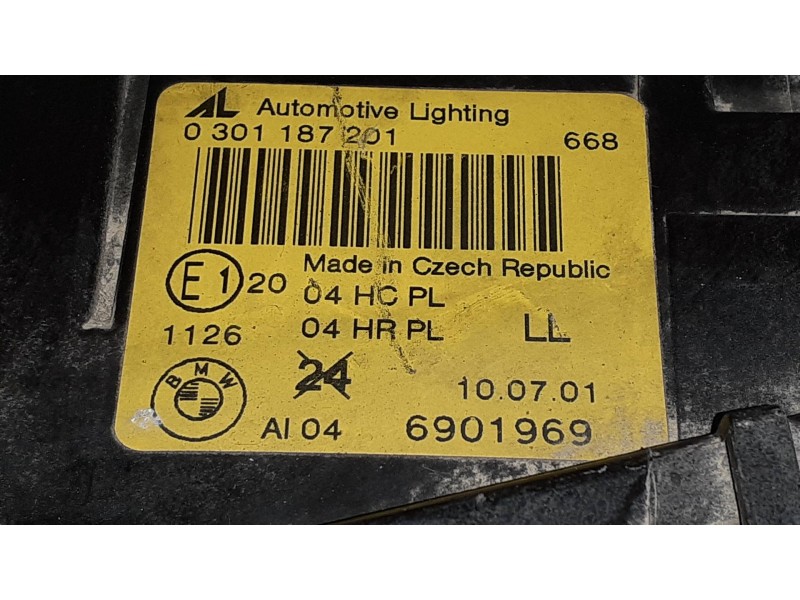 AL Automotive Lighting
0 301 187 201 668
Made in Czech Republic
E1 20 04 HC PL
1126 04 HR PL LL
24 10.07.01
BMW
AI 04 6901969